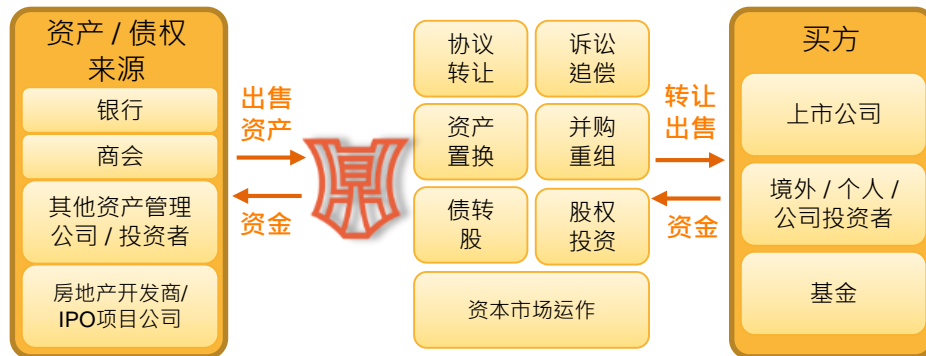 资产 / 债权
来源
银行
商会
其他资产管理
公司 / 投资者
房地产开发商/
IPO项目公司
出售
资产
资金
鼎
协议
转让
诉讼
追偿
资产
置换
并购
重组
债转
股
股权
投资
资本市场运作
转让
出售
资金
买方
上市公司
境外 / 个人 /
公司投资者
基金